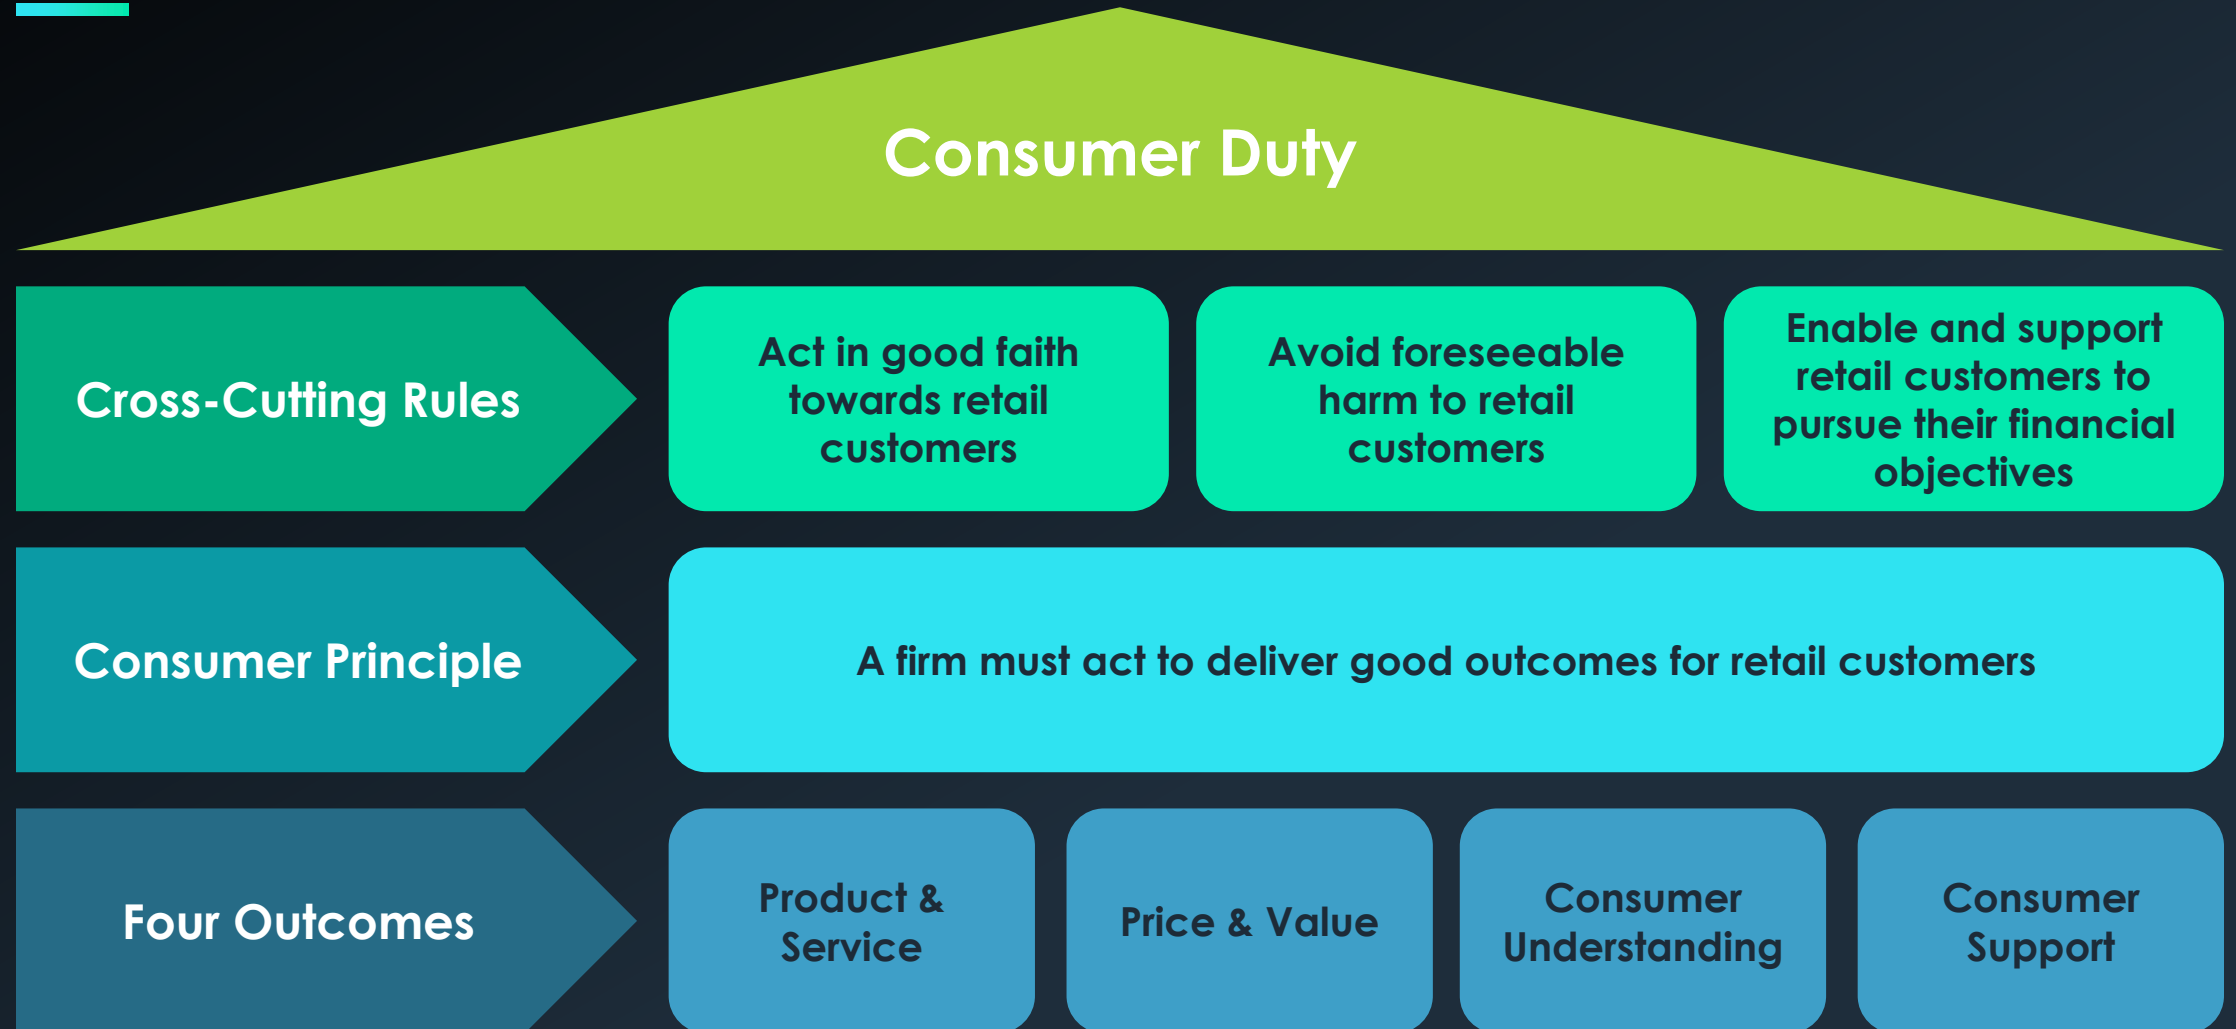 Consumer Duty
Cross-Cutting Rules
Act in good faith
towards retail
customers
Avoid foreseeable
harm to retail
customers
Enable and support
retail customers to
pursue their financial
objectives
Consumer Principle
A firm must act to deliver good outcomes for retail customers
Four Outcomes
Product &
Service
Price & Value
Consumer
Understanding
Consumer
Support